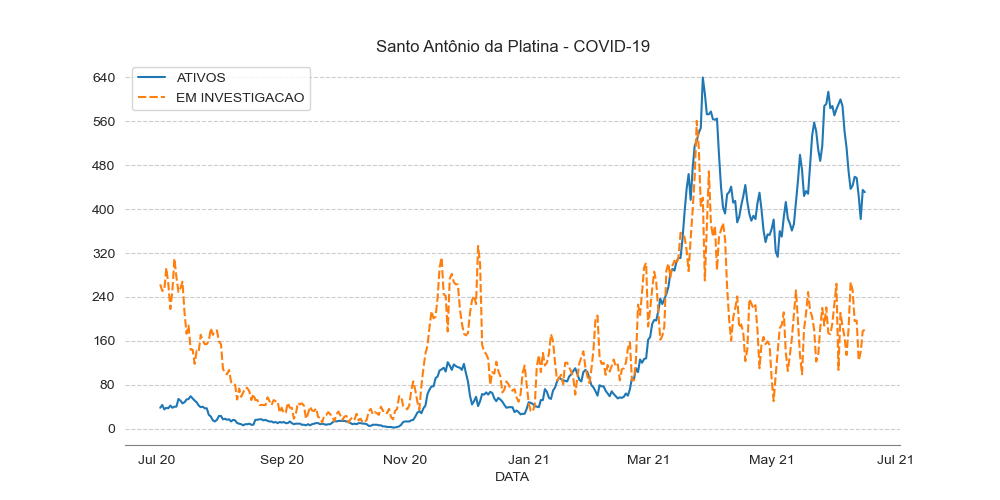 Santo Antônio da Platina - COVID-19
ATIVOS
EM INVESTIGACAO
640
560
480
400
320
240
160
80
0
Jul 20 Sep 20 Nov 20 Jan 21 Mar 21 May 21 Jul 21
DATA